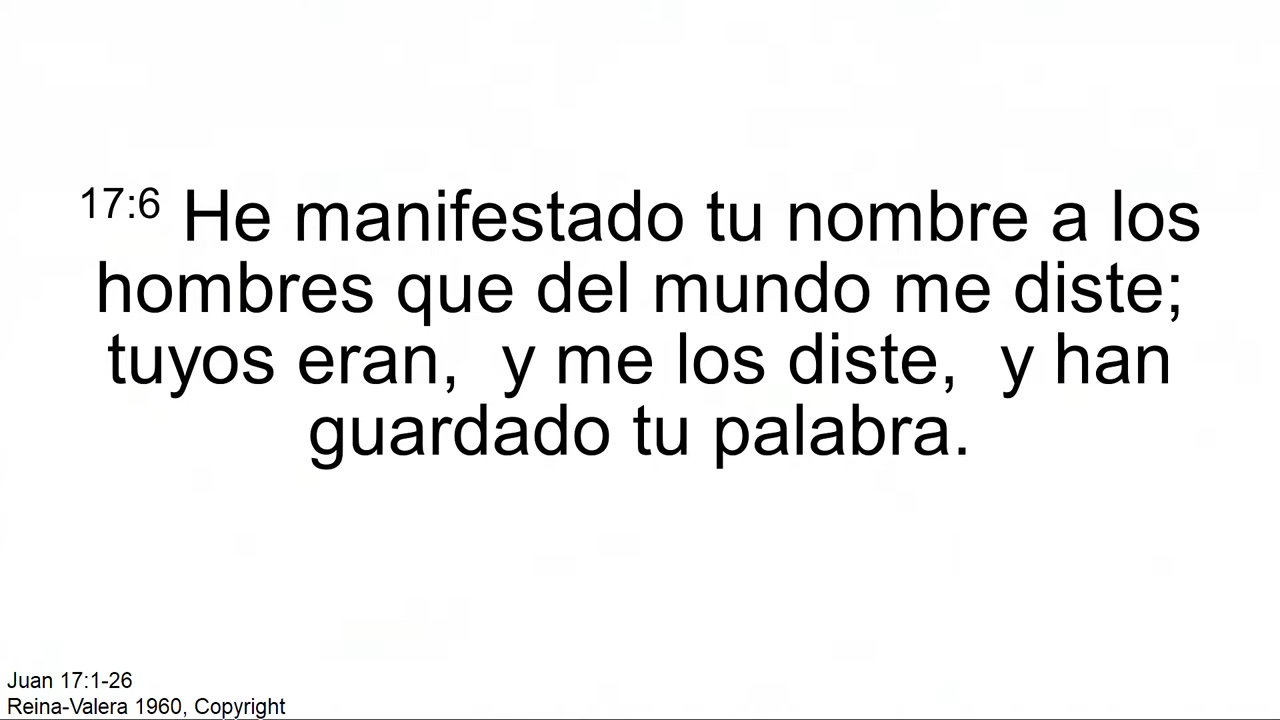 17:6 He manifestado tu nombre a los
hombres que del mundo me diste;
tuyos eran,  y me los diste,  y han
guardado tu palabra.
Juan 17:1-26
Reina-Valera 1960, Copyright